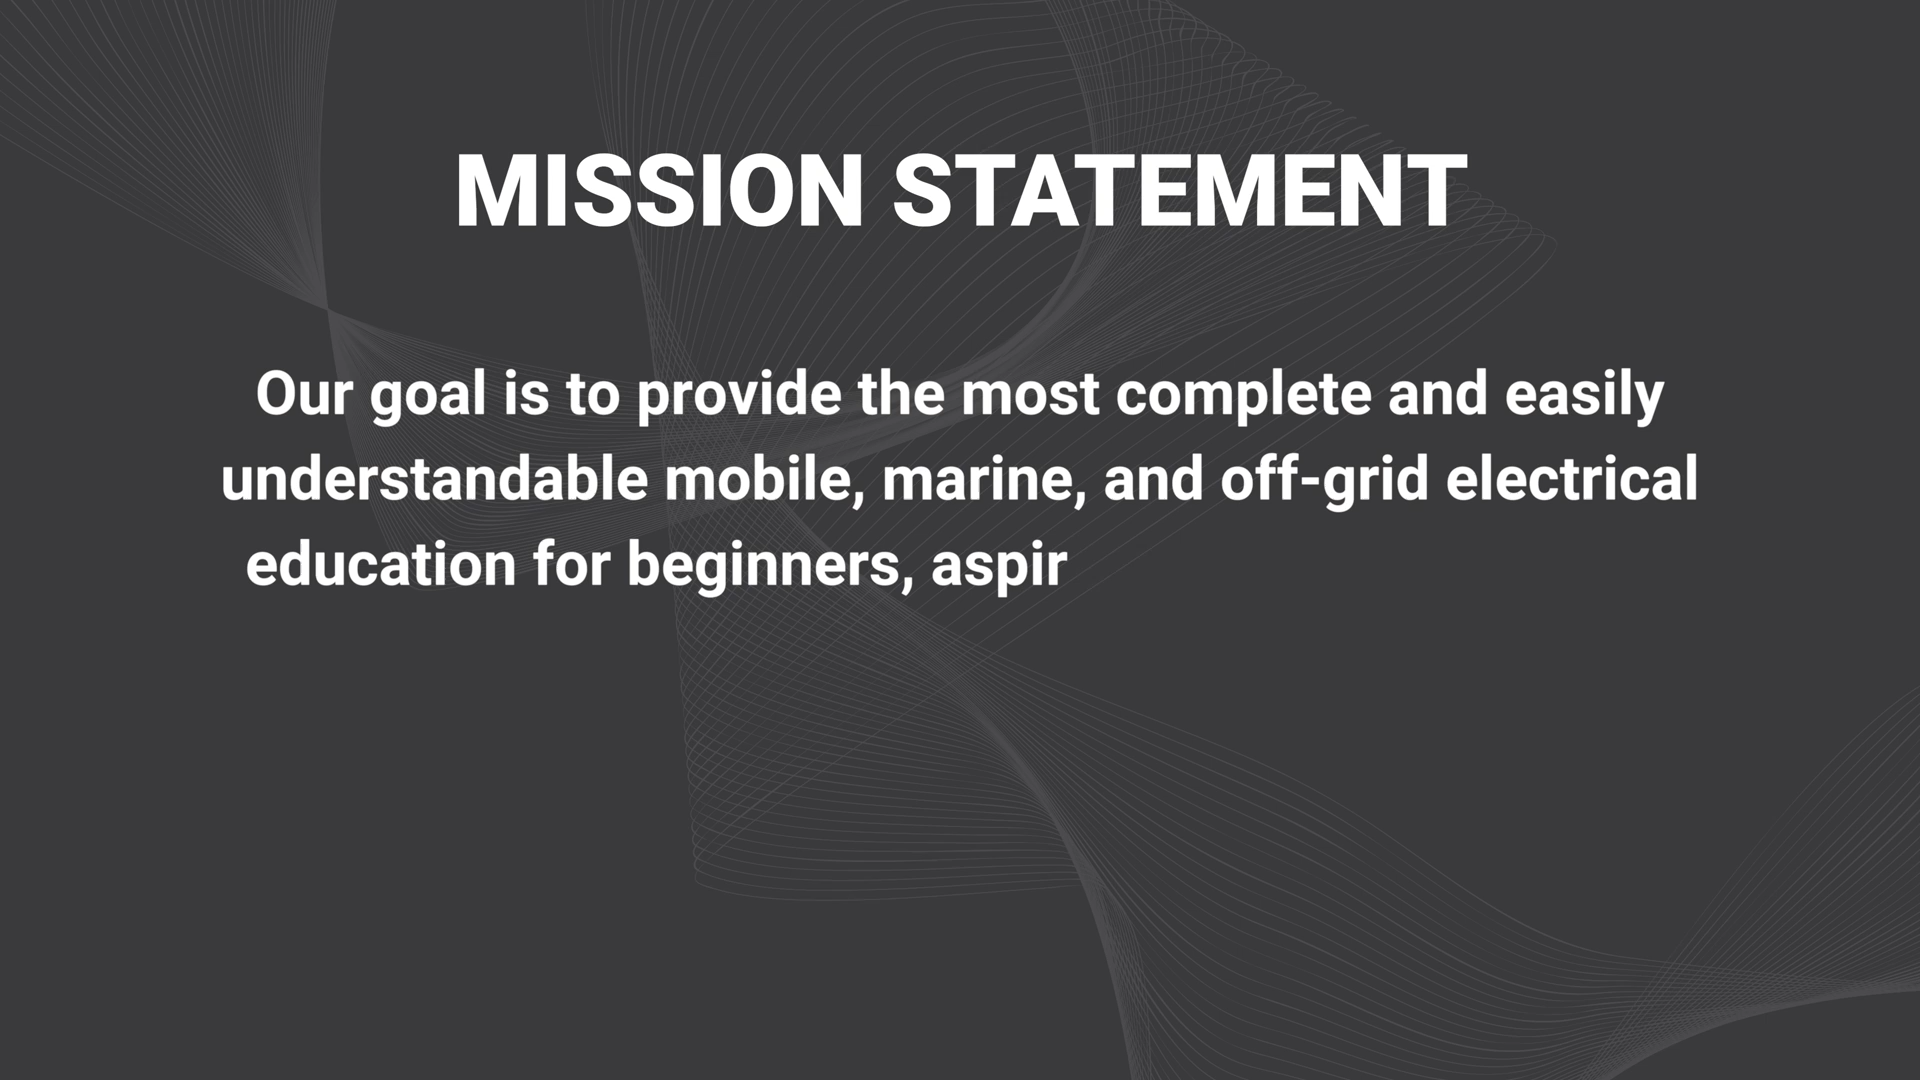 MISSION STATEMENT
Our goal is to provide the most complete and easily
understandable mobile, marine, and off-grid electrical
education for beginners, aspir